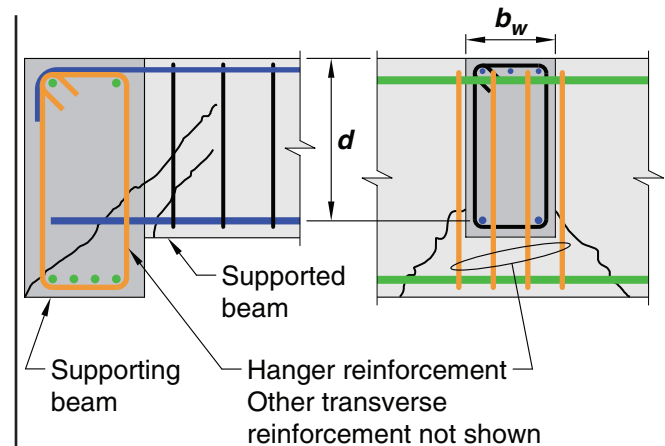 b_w
d
Supported
beam
Supporting
beam
Hanger reinforcement
Other transverse
reinforcement not shown